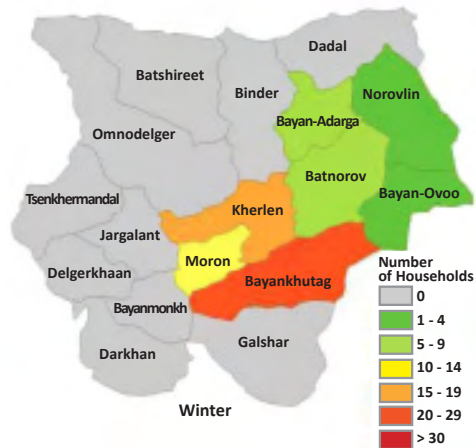 Dadal
Batshireet
Binder
Norovlin
Bayan-Adarga
Omnodelger
Batnorov
Tsenkhermandal
Bayan-Ovoo
Kherlen
Jargalant
Moron
Delgerkhaan
Bayankhutag
Bayanmonkh
Galshar
Darkhan
Winter
Number
of Households
0
1 - 4
5 - 9
10 - 14
15 - 19
20 - 29
> 30